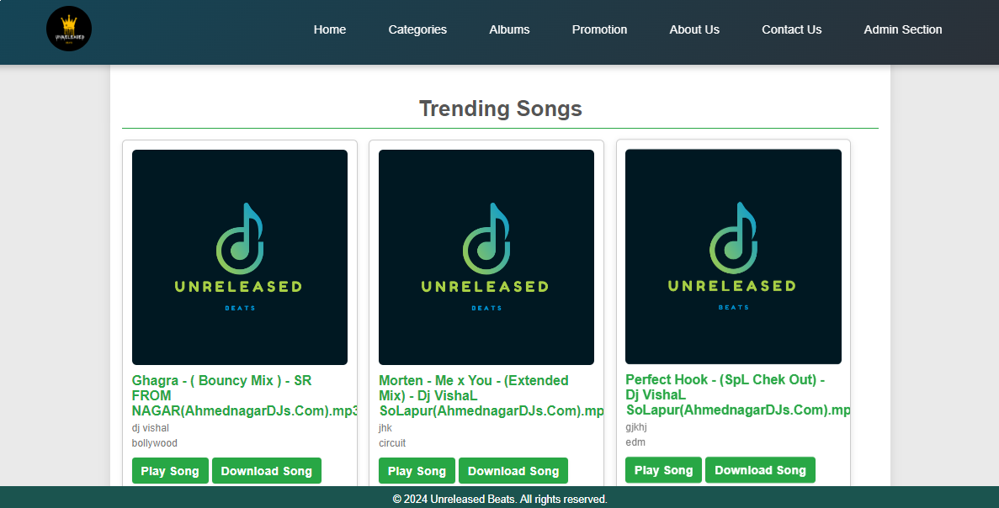 UNRELEASED
Home Categories Albums Promotion About Us Contact Us Admin Section
Trending Songs
UNRELEASED
BEATS
UNRELEASED
BEATS
UNRELEASED
BEATS
Ghagra - ( Bouncy Mix ) - SR
FROM
NAGAR(AhmednagarDJs.Com).mp3
dj vishal
bollywood
Play Song Download Song
Morten - Me x You - (Extended
Mix) - Dj VishaL
SoLapur(AhmednagarDJs.Com).mp
jhk
circuit
Play Song Download Song
Perfect Hook - (SpL Chek Out) -
Dj VishaL
SoLapur(AhmednagarDJs.Com).mp
gjkhj
edm
Play Song Download Song
© 2024 Unreleased Beats. All rights reserved.